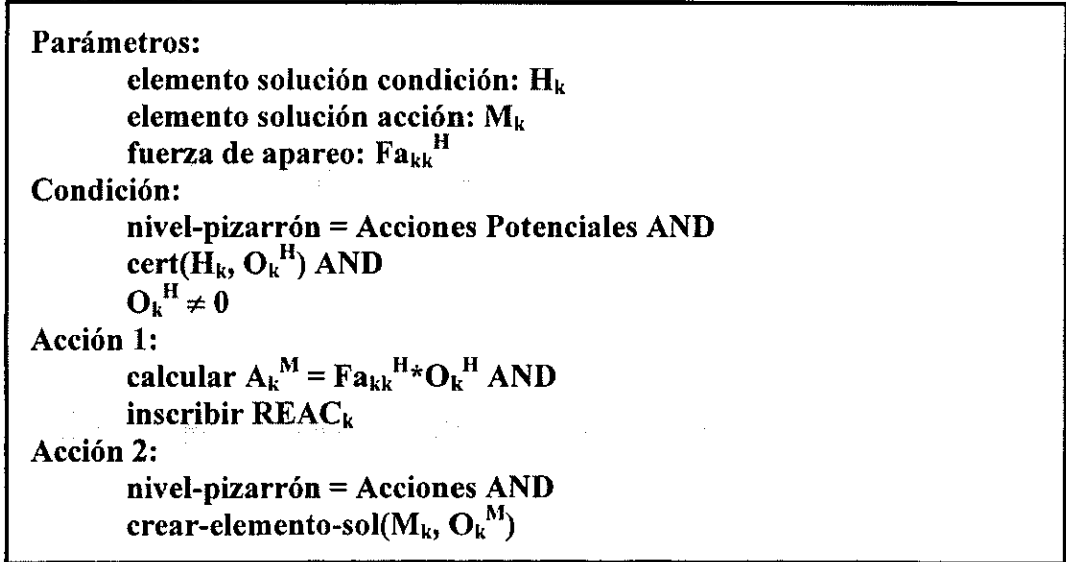 Parámetros:
elemento solución condición: Hₖ
elemento solución acción: Mₖ
fuerza de apareo: Faₖₖᴴ
Condición:
nivel-pizarrón = Acciones Potenciales AND
cert(Hₖ, Oₖᴴ) AND
Oₖᴴ ≠ 0
Acción 1:
calcular Aₖᴹ = Faₖₖᴴ*Oₖᴴ AND
inscribir REACₖ
Acción 2:
nivel-pizarrón = Acciones AND
crear-elemento-sol(Mₖ, Oₖᴹ)